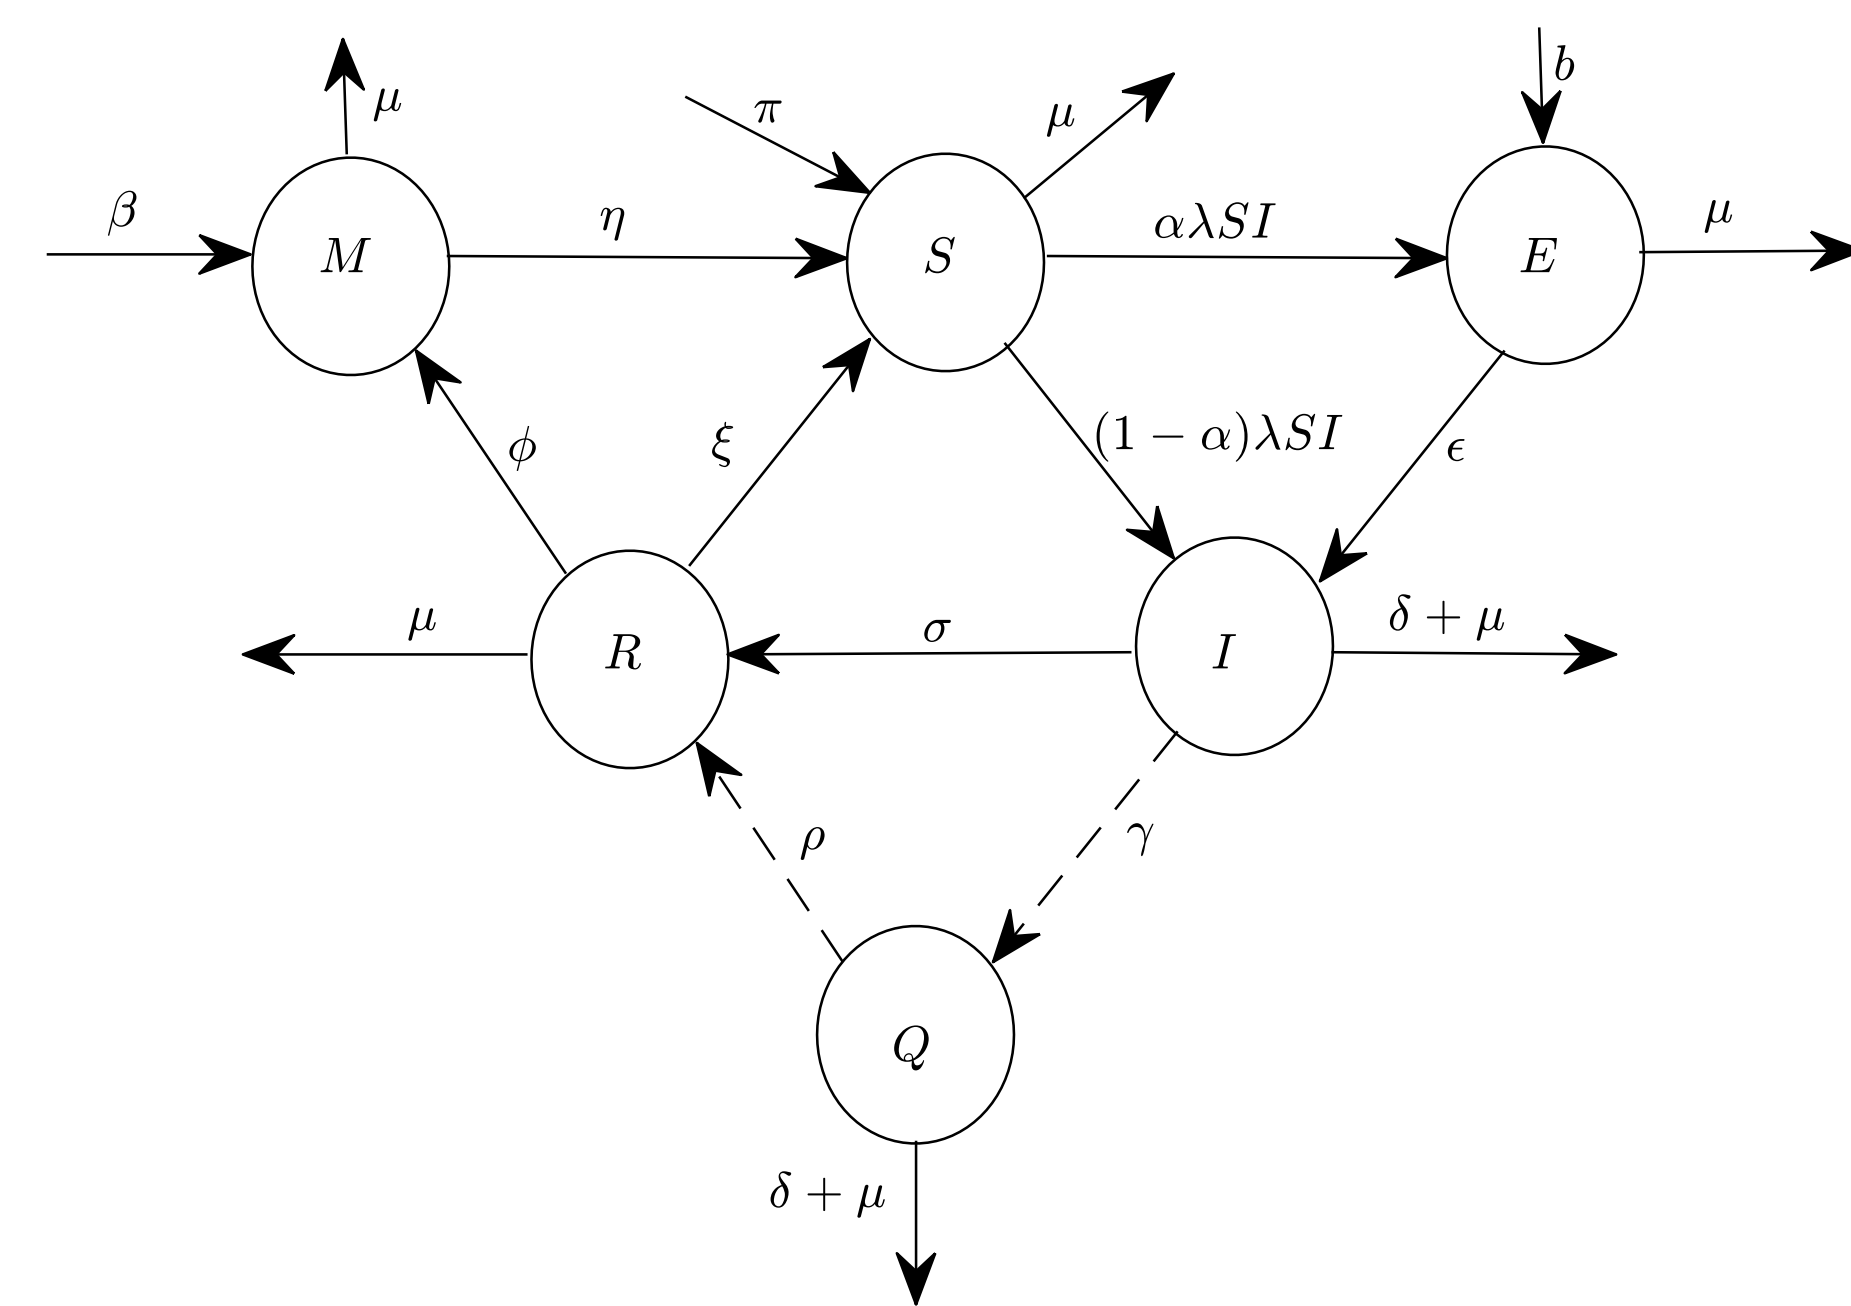 b
μ
π
μ
β
η
αλSI
μ
M
S
E
ϕ
ξ
(1 − α)λSI
ϵ
μ
σ
δ + μ
R
I
ρ
γ
Q
δ + μ